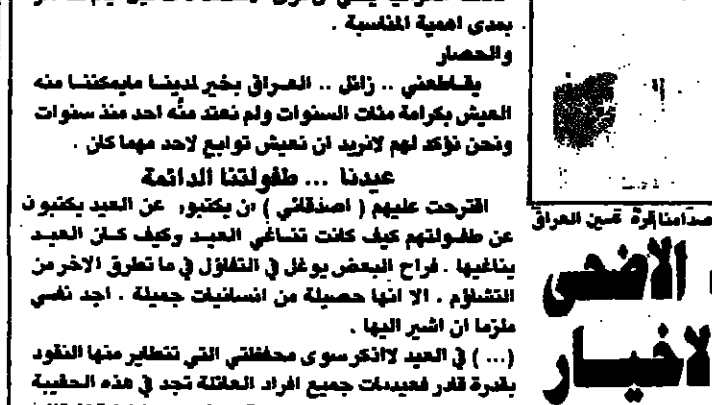 بمدى اهمية المناسبة .
والحصار
يقاطعني .. زائل .. العراق بخير لدينا مايمكننا منه
العيش بكرامة مئات السنوات ولم نعتد منه احد منذ سنوات
ونحن نؤكد لهم لانريد ان نعيش توابع لاحد مهما كان .
عيدنا ... طفولتنا الدائمة
اقترحت عليهم ( اصدقائي ) ان يكتبو, عن العيد يكتبون
عن طفولتهم كيف كانت تناغي العيد وكيف كان العيد
يناغيها . فراح البعض يوغل في التفاؤل في ما تطرق الاخر من
التشاؤم . الا انها حصيلة من انسانيات جميلة . اجد نفسي
ملزما ان اشير اليها .
(... ) في العيد لااذكر سوى محفظتي التي تتطاير منها النقود
بقدرة قادر فعيديات جميع افراد العائلة تجد في هذه الحقيبة
صدامنا قرة عين العراق
الأضحى
لاخيار